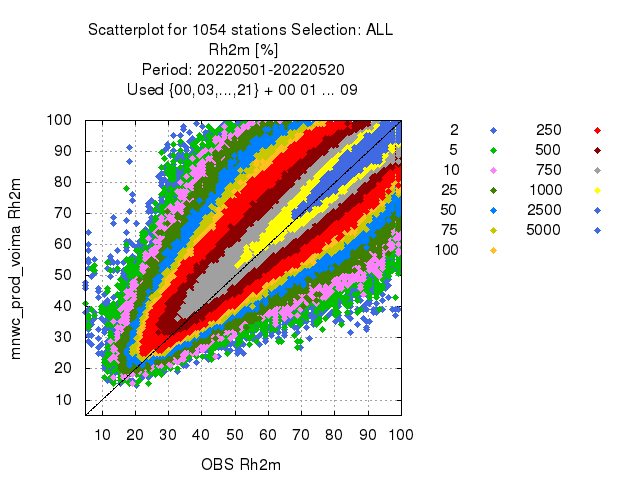 Scatterplot for 1054 stations Selection: ALL
Rh2m [%]
Period: 20220501-20220520
Used {00,03,...,21} + 00 01 ... 09
mnwc_prod_voima Rh2m
100
90
80
70
60
50
40
30
20
10
10 20 30 40 50 60 70 80 90 100
OBS Rh2m
2 250
5 500
10 750
25 1000
50 2500
75 5000
100